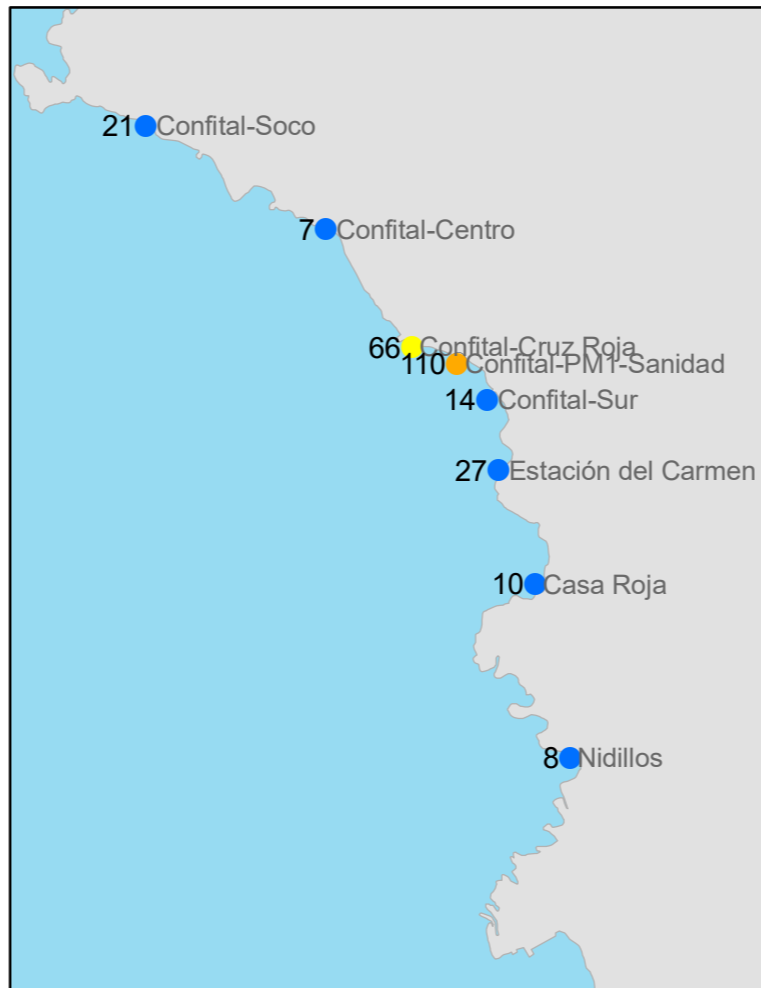 21 Confital-Soco
7 Confital-Centro
66 Confital-Cruz Roja
110 Confital-PM1-Sanidad
14 Confital-Sur
27 Estación del Carmen
10 Casa Roja
8 Nidillos